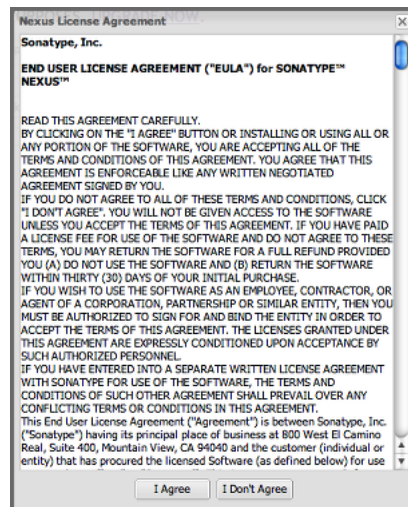 Nexus License Agreement
Sonatype, Inc.
END USER LICENSE AGREEMENT ("EULA") for SONATYPE™
NEXUS™
READ THIS AGREEMENT CAREFULLY.
BY CLICKING ON THE "I AGREE" BUTTON OR INSTALLING OR USING ALL OR
ANY PORTION OF THE SOFTWARE, YOU ARE ACCEPTING ALL OF THE
TERMS AND CONDITIONS OF THIS AGREEMENT. YOU AGREE THAT THIS
AGREEMENT IS ENFORCEABLE LIKE ANY WRITTEN NEGOTIATED
AGREEMENT SIGNED BY YOU.
IF YOU DO NOT AGREE TO ALL OF THESE TERMS AND CONDITIONS, CLICK
"I DON'T AGREE". YOU WILL NOT BE GIVEN ACCESS TO THE SOFTWARE
UNLESS YOU ACCEPT THE TERMS OF THIS AGREEMENT. IF YOU HAVE PAID
A LICENSE FEE FOR USE OF THE SOFTWARE AND DO NOT AGREE TO THESE
TERMS, YOU MAY RETURN THE SOFTWARE FOR A FULL REFUND PROVIDED
YOU (A) DO NOT USE THE SOFTWARE AND (B) RETURN THE SOFTWARE
WITHIN THIRTY (30) DAYS OF YOUR INITIAL PURCHASE.
IF YOU WISH TO USE THE SOFTWARE AS AN EMPLOYEE, CONTRACTOR, OR
AGENT OF A CORPORATION, PARTNERSHIP OR SIMILAR ENTITY, THEN YOU
MUST BE AUTHORIZED TO SIGN FOR AND BIND THE ENTITY IN ORDER TO
ACCEPT THE TERMS OF THIS AGREEMENT. THE LICENSES GRANTED UNDER
THIS AGREEMENT ARE EXPRESSLY CONDITIONED UPON ACCEPTANCE BY
SUCH AUTHORIZED PERSONNEL.
IF YOU HAVE ENTERED INTO A SEPARATE WRITTEN LICENSE AGREEMENT
WITH SONATYPE FOR USE OF THE SOFTWARE, THE TERMS AND
CONDITIONS OF SUCH OTHER AGREEMENT SHALL PREVAIL OVER ANY
CONFLICTING TERMS OR CONDITIONS IN THIS AGREEMENT.
This End User License Agreement ("Agreement") is between Sonatype, Inc.
("Sonatype") having its principal place of business at 800 West El Camino
Real, Suite 400, Mountain View, CA 94040 and the customer (individual or
entity) that has procured the licensed Software (as defined below) for use
I Agree
I Don't Agree